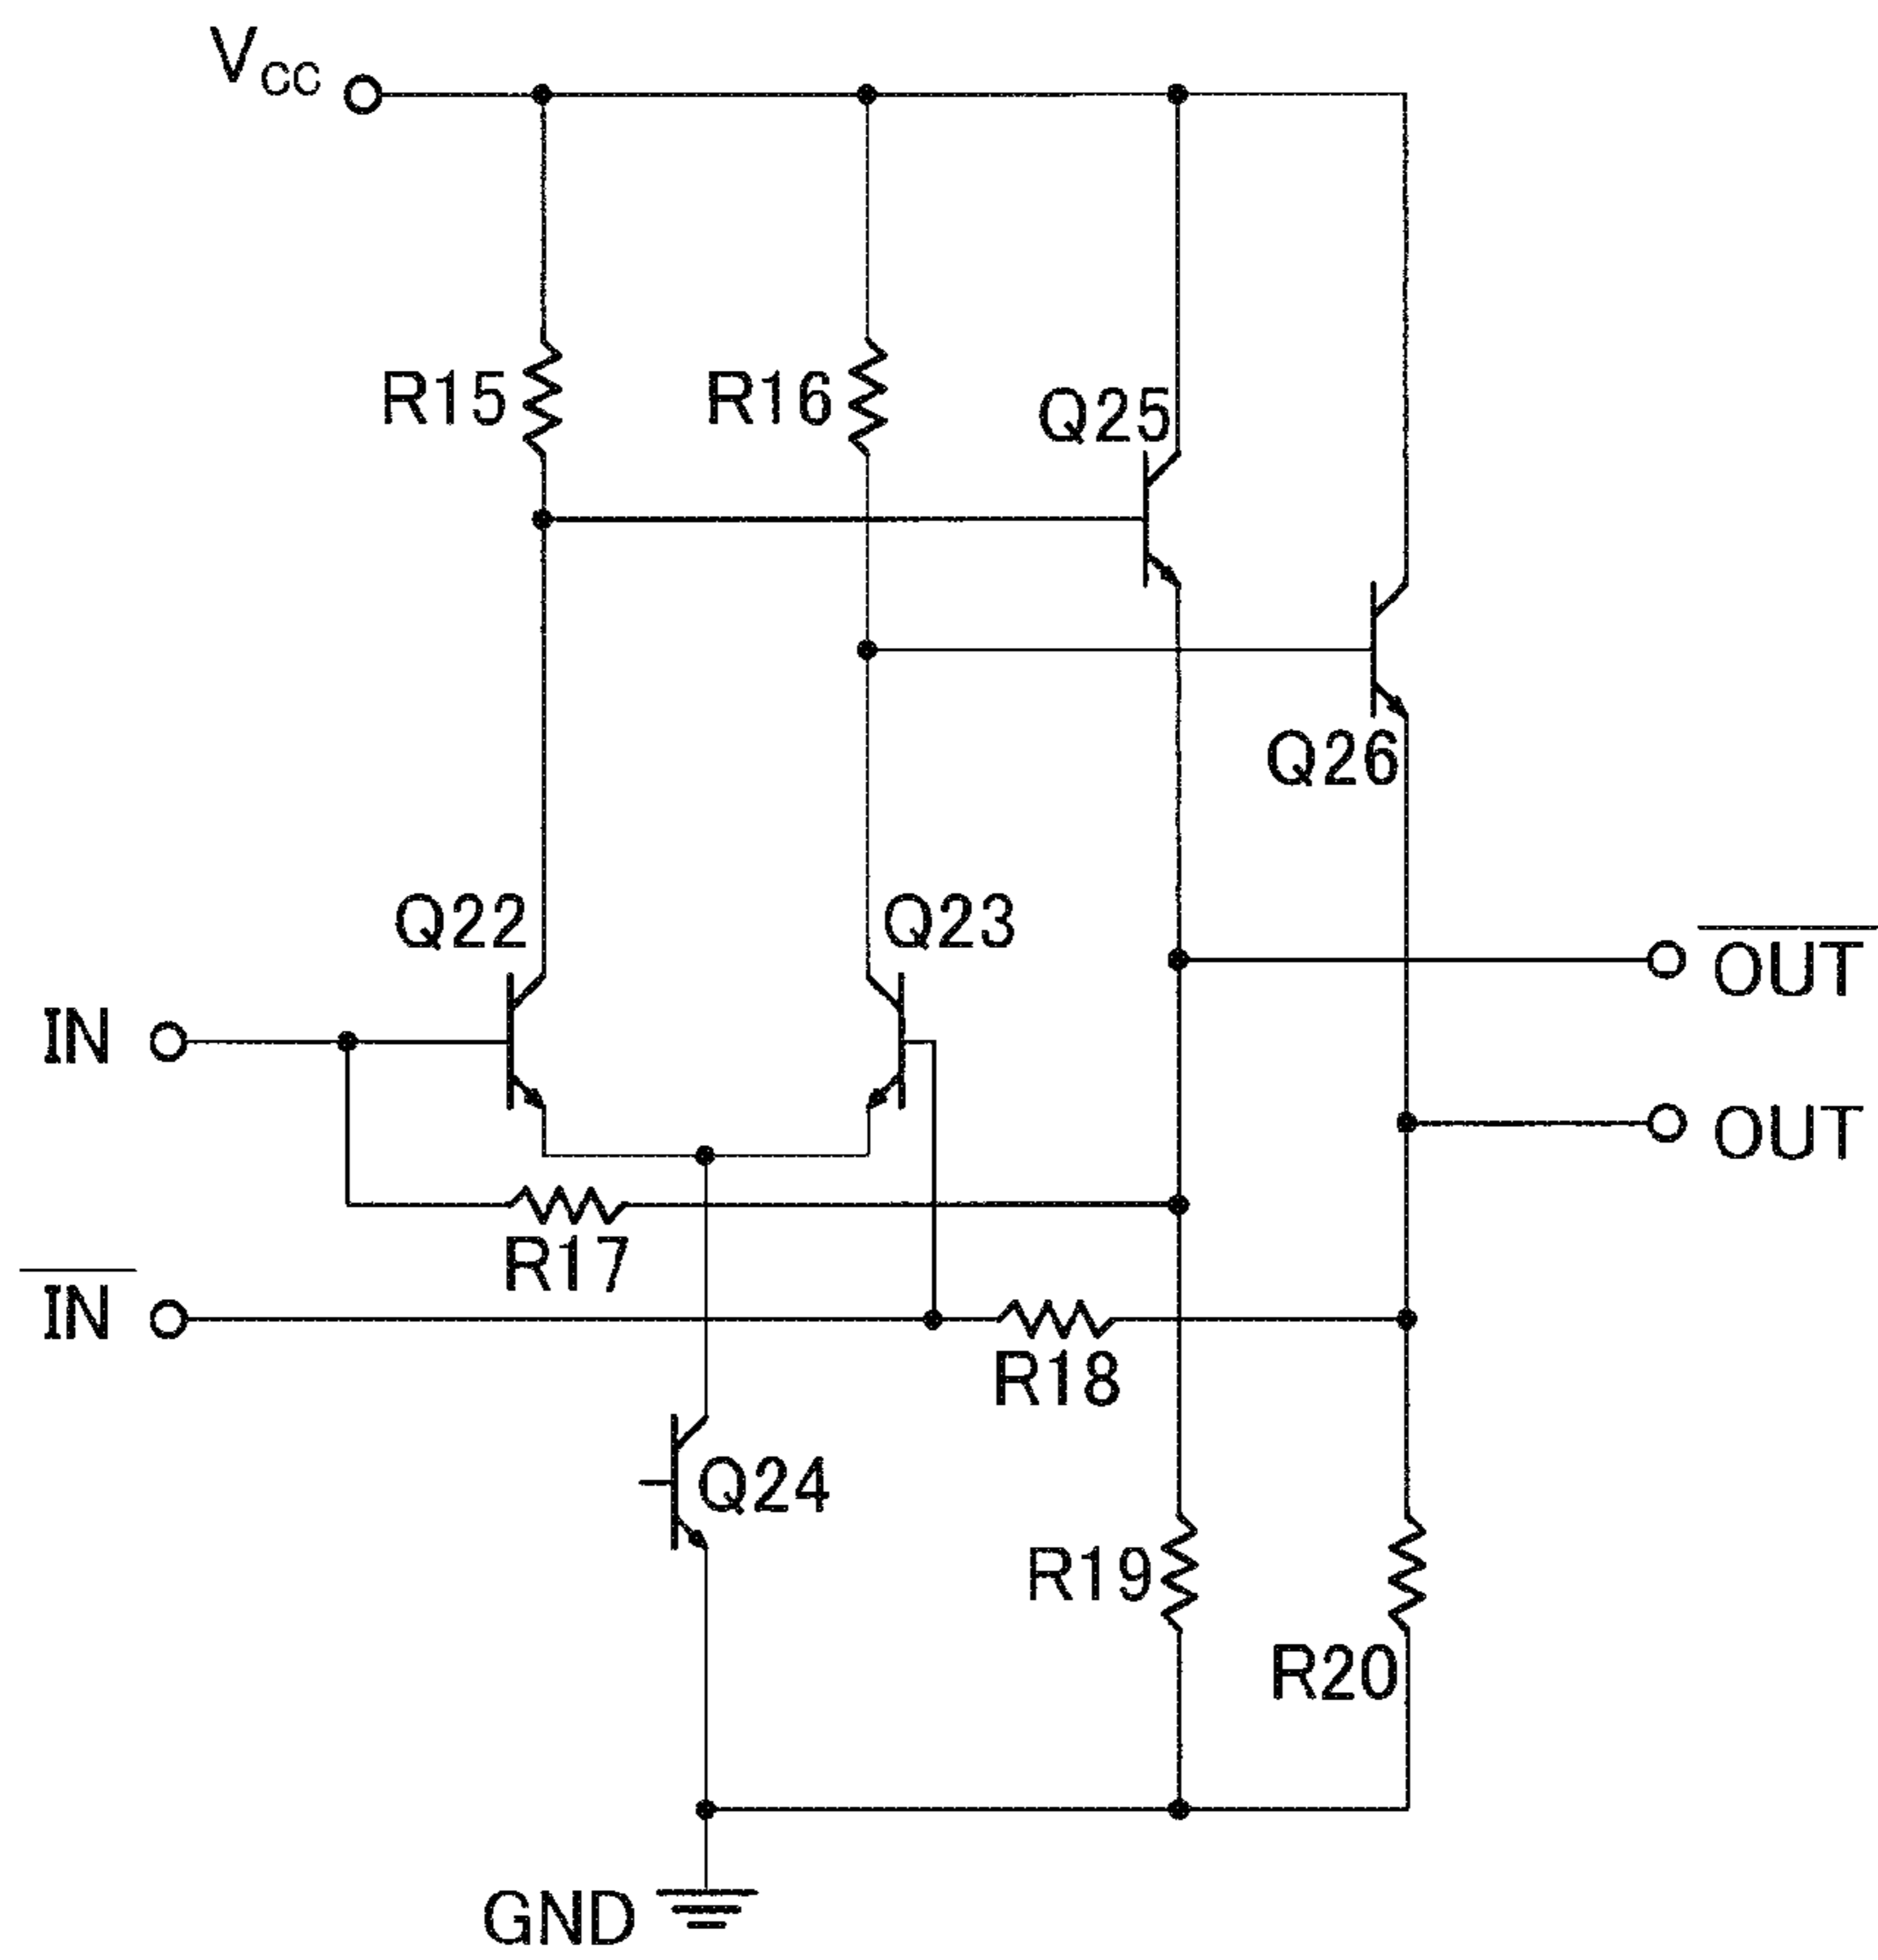 VCC
R15
R16
Q25
Q26
Q22
Q23
OUT
IN
OUT
R17
IN
R18
Q24
R19
R20
GND